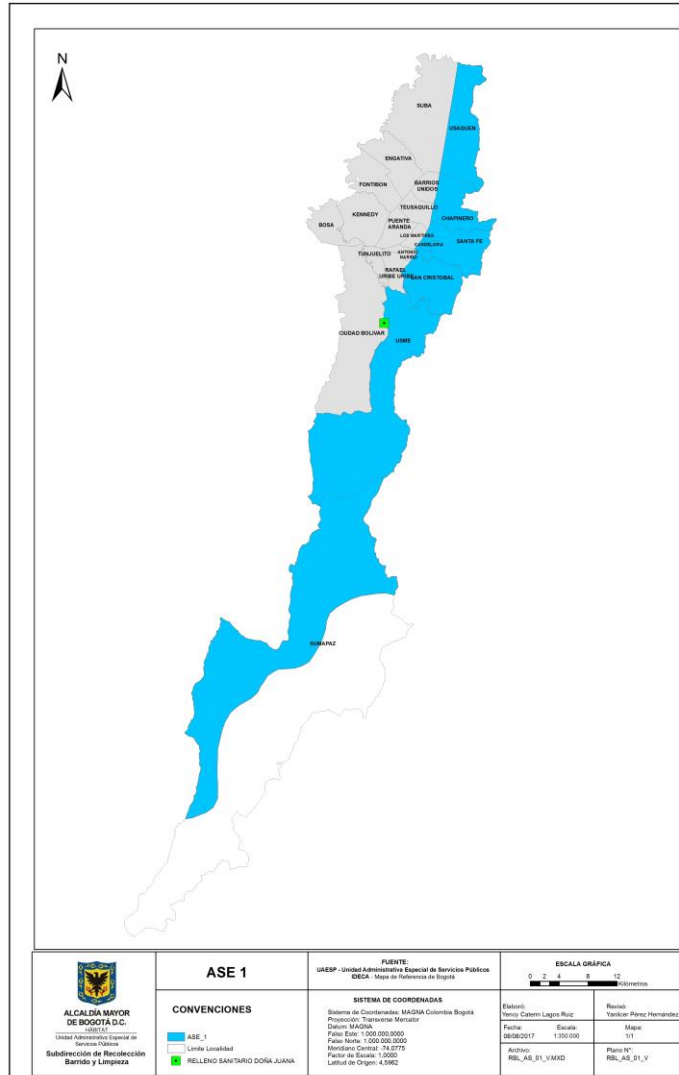 N
SUBA
USAQUEN
ENGATIVA
FONTIBON
BARRIOS
UNIDOS
TEUSAQUILLO
KENNEDY
CHAPINERO
PUENTE
ARANDA
BOSA
LOS MARTIRES
SANTA FE
CANDELARIA
TUNJUELITO
ANTONIO
NARIÑO
RAFAEL
URIBE URIBE
SAN CRISTOBAL
CIUDAD BOLIVAR
USME
SUMAPAZ
ALCALDÍA MAYOR
DE BOGOTÁ D.C.
HÁBITAT
Unidad Administrativa Especial de
Servicios Públicos
Subdirección de Recolección
Barrido y Limpieza
ASE 1
CONVENCIONES
ASE_1
Límite Localidad
RELLENO SANITARIO DOÑA JUANA
FUENTE:
UAESP - Unidad Administrativa Especial de Servicios Públicos
IDECA - Mapa de Referencia de Bogotá
SISTEMA DE COORDENADAS
Sistema de Coordenadas: MAGNA Colombia Bogotá
Proyección: Transverse Mercator
Datum: MAGNA
Falso Este: 1.000.000,0000
Falso Norte: 1.000.000,0000
Meridiano Central: -74,0775
Factor de Escala: 1,0000
Latitud de Origen: 4,5962
ESCALA GRÁFICA
0 2 4 8 12
Kilómetros
Elaboró:
Yency Caterin Lagos Ruiz
Revisó:
Yanlicer Pérez Hernández
Fecha:
08/08/2017
Escala:
1:350.000
Mapa:
1/1
Archivo:
RBL_AS_01_V.MXD
Plano N°:
RBL_AS_01_V